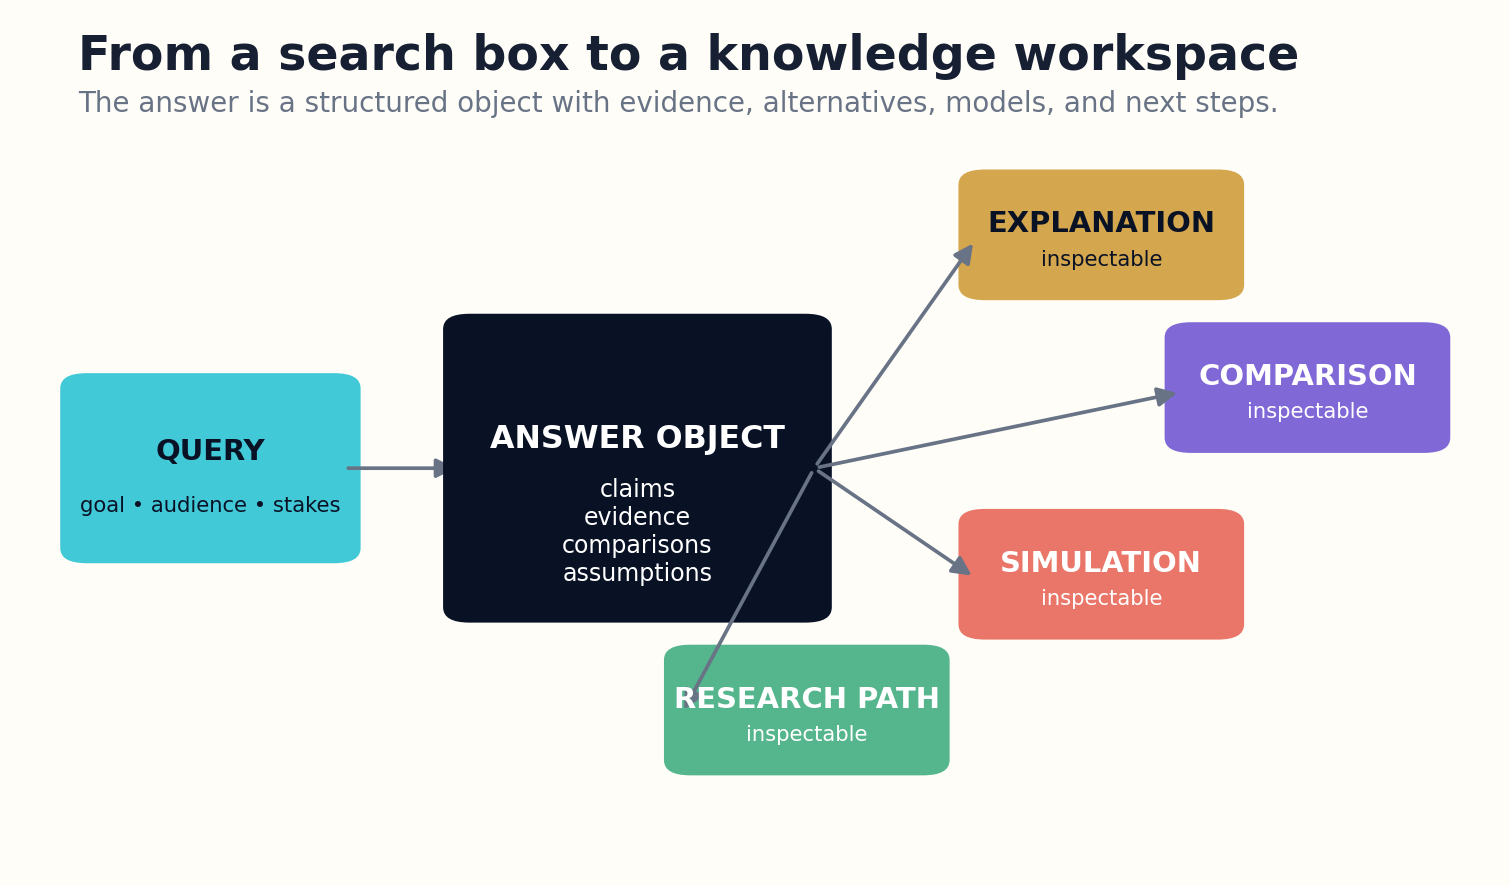 From a search box to a knowledge workspace
The answer is a structured object with evidence, alternatives, models, and next steps.
QUERY
goal • audience • stakes
ANSWER OBJECT
claims
evidence
comparisons
assumptions
EXPLANATION
inspectable
COMPARISON
inspectable
SIMULATION
inspectable
RESEARCH PATH
inspectable